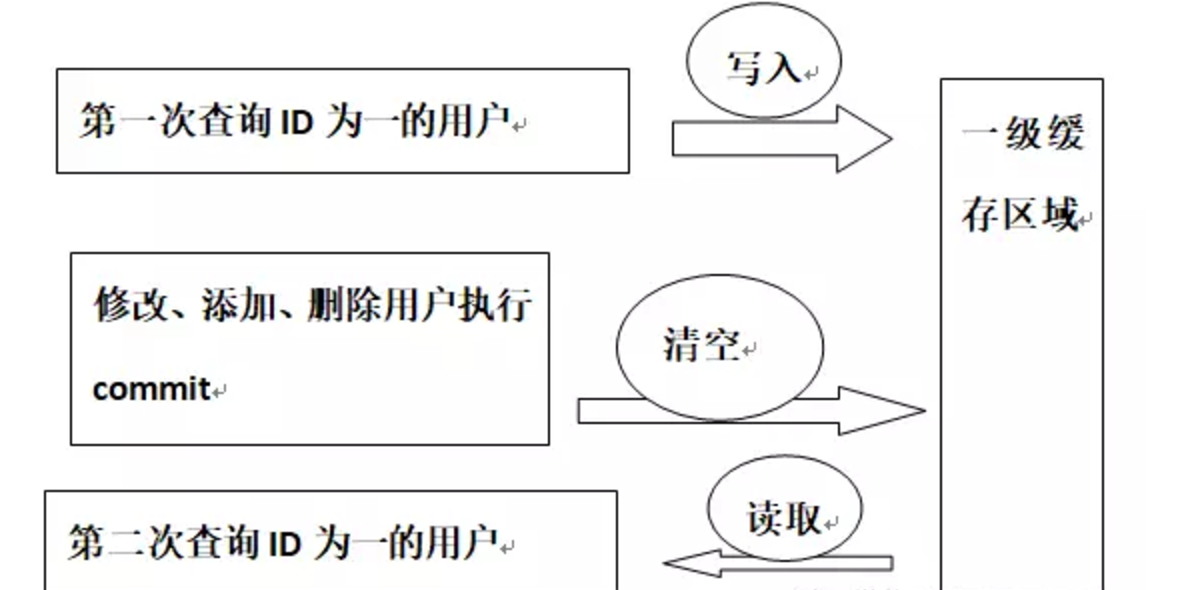 写入
第一次查询 ID 为一的用户
一级缓
存区域
修改、添加、删除用户执行
commit
清空
第二次查询 ID 为一的用户
读取